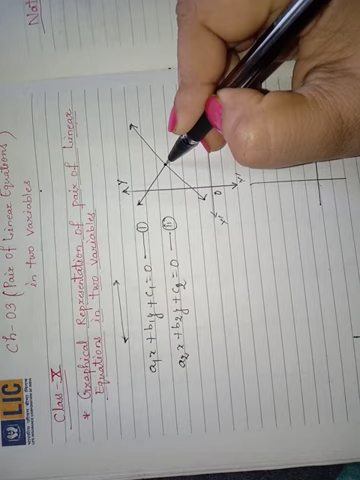 LIC
Ch-03 (Pair of Linear Equations)
in two variables
Class-X
* Graphical Representation of pair of Linear
Equations in two variables
a₁x + b₁y + c₁ = 0 — (i)
a₂x + b₂y + c₂ = 0 — (ii)
Y
O
X'
Y'
Nat